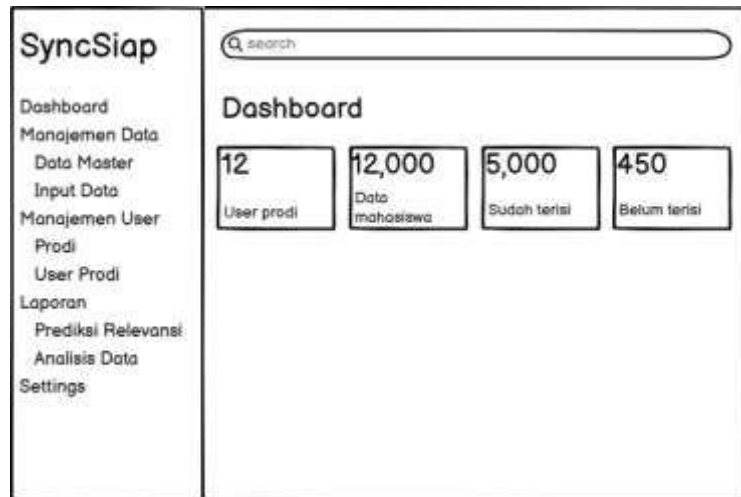 SyncSiap
Dashboard
Manajemen Data
Data Master
Input Data
Manajemen User
Prodi
User Prodi
Laporan
Prediksi Relevansi
Analisis Data
Settings
search
Dashboard
12
User prodi
12,000
Data
mahasiswa
5,000
Sudah terisi
450
Belum terisi